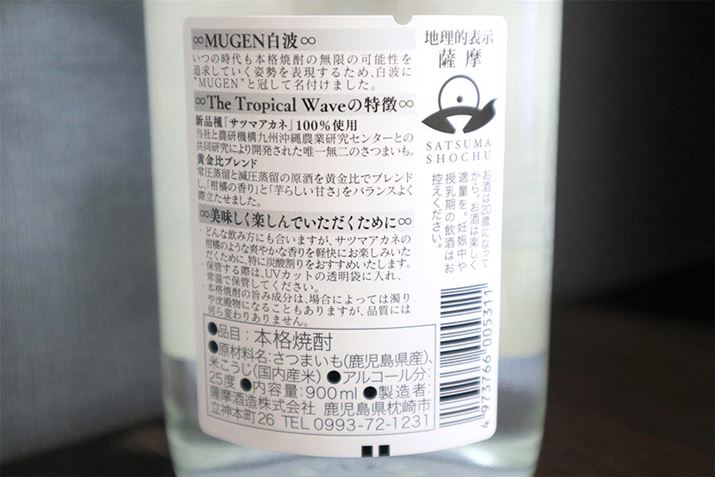 ∞MUGEN白波∞
いつの時代も本格焼酎の無限の可能性を
追求していく姿勢を表現するため、白波に
"MUGEN"と冠して名付けました。
∞The Tropical Waveの特徴∞
新品種「サツマアカネ」100%使用
当社と農研機構九州沖縄農業研究センターとの
共同研究により開発された唯一無二のさつまいも。
黄金比ブレンド
常圧蒸留と減圧蒸留の原酒を黄金比でブレンド
し、「柑橘の香り」と「芋らしい甘さ」をバランスよく
際立たせました。
∞美味しく楽しんでいただくために∞
・どんな飲み方にも合いますが、サツマアカネの
柑橘のような爽やかな香りを軽快にお楽しみいた
だくために、特に炭酸割りをおすすめいたします。
・保管する際は、UVカットの透明袋に入れ、
常温で保管してください。
・本格焼酎の旨み成分は、場合によっては濁り
や沈殿物になることもありますが、品質には
何ら変わりありません。
●品目:本格焼酎
●原材料名:さつまいも(鹿児島県産)、
米こうじ(国内産米)●アルコール分:
25度●内容量:900ml●製造者:
薩摩酒造株式会社 鹿児島県枕崎市
立神本町26 TEL 0993-72-1231
地理的表示
薩摩
SATSUMA
SHOCHU
お酒は20歳になって
から。お酒は楽しく
適量を。妊娠中や
授乳期の飲酒はお
控えください。
4973766005311